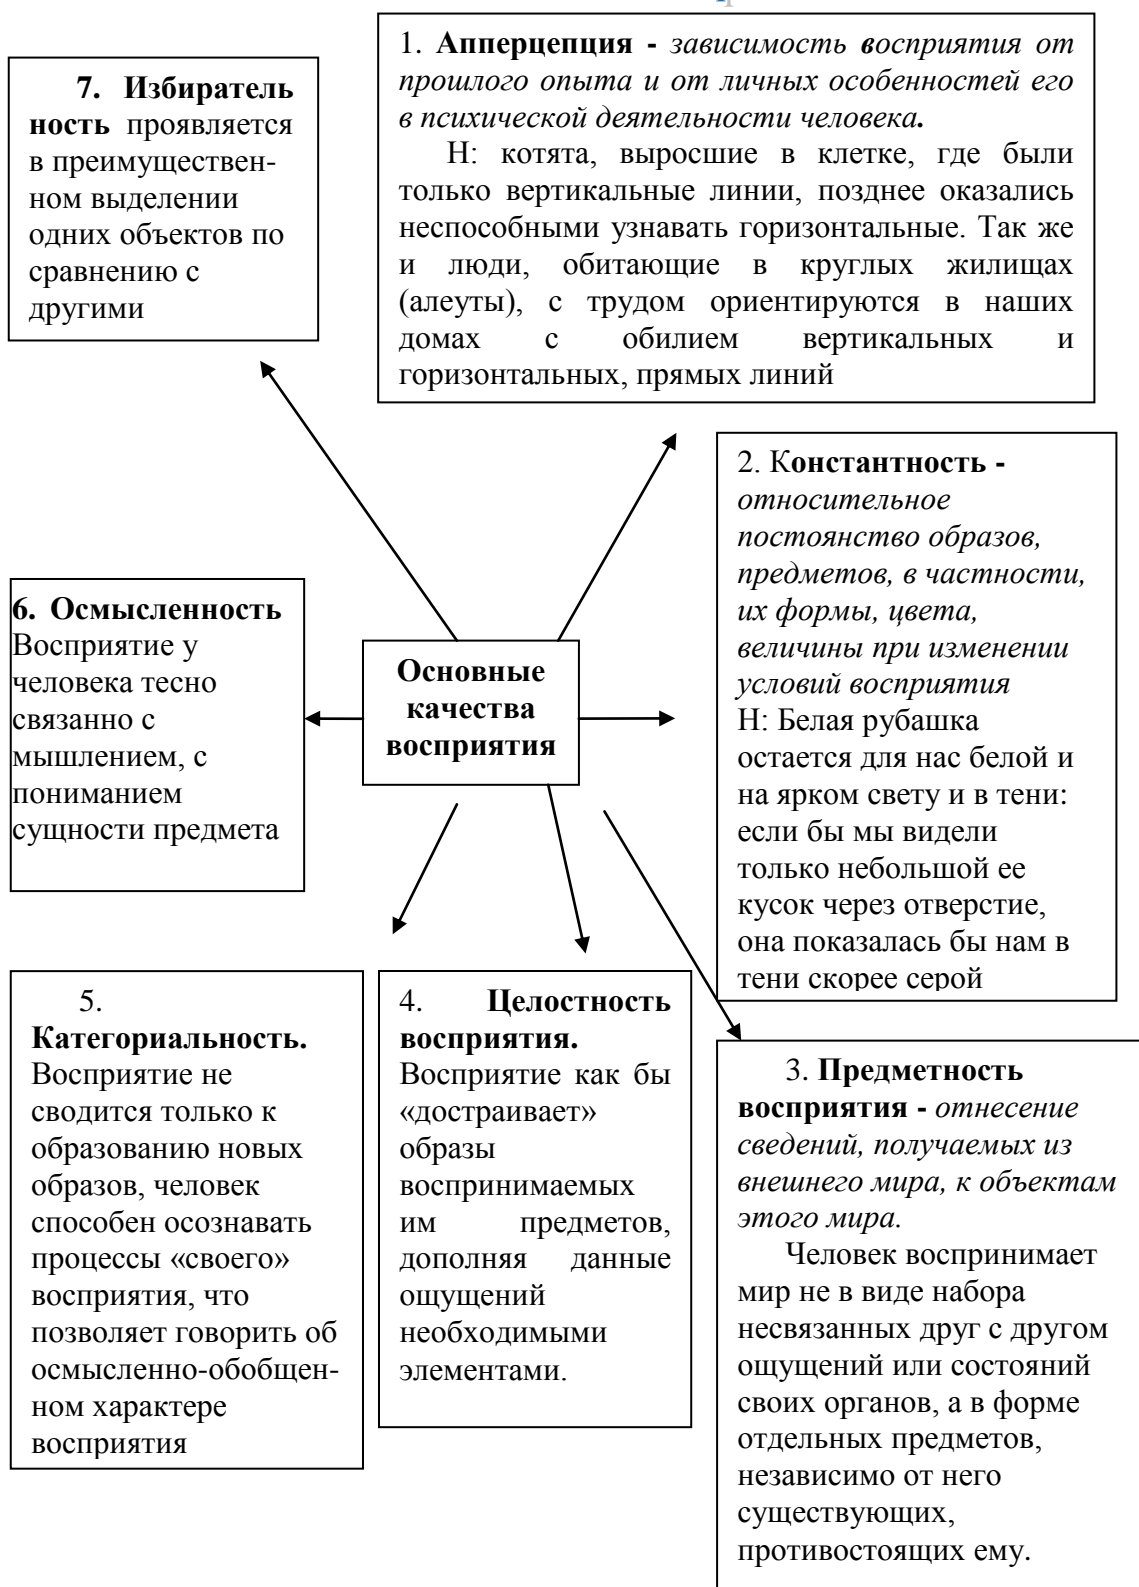 1. Апперцепция - зависимость восприятия от
прошлого опыта и от личных особенностей его
в психической деятельности человека.
Н: котята, выросшие в клетке, где были
только вертикальные линии, позднее оказались
неспособными узнавать горизонтальные. Так же
и люди, обитающие в круглых жилищах
(алеуты), с трудом ориентируются в наших
домах с обилием вертикальных и
горизонтальных, прямых линий
7. Избиратель
ность проявляется
в преимуществен-
ном выделении
одних объектов по
сравнению с
другими
2. Константность -
относительное
постоянство образов,
предметов, в частности,
их формы, цвета,
величины при изменении
условий восприятия
Н: Белая рубашка
остается для нас белой и
на ярком свету и в тени:
если бы мы видели
только небольшой ее
кусок через отверстие,
она показалась бы нам в
тени скорее серой
6. Осмысленность
Восприятие у
человека тесно
связанно с
мышлением, с
пониманием
сущности предмета
Основные
качества
восприятия
5.
Категориальность.
Восприятие не
сводится только к
образованию новых
образов, человек
способен осознавать
процессы «своего»
восприятия, что
позволяет говорить об
осмысленно-обобщен-
ном характере
восприятия
4. Целостность
восприятия.
Восприятие как бы
«достраивает»
образы
воспринимаемых
им предметов,
дополняя данные
ощущений
необходимыми
элементами.
3. Предметность
восприятия - отнесение
сведений, получаемых из
внешнего мира, к объектам
этого мира.
Человек воспринимает
мир не в виде набора
несвязанных друг с другом
ощущений или состояний
своих органов, а в форме
отдельных предметов,
независимо от него
существующих,
противостоящих ему.